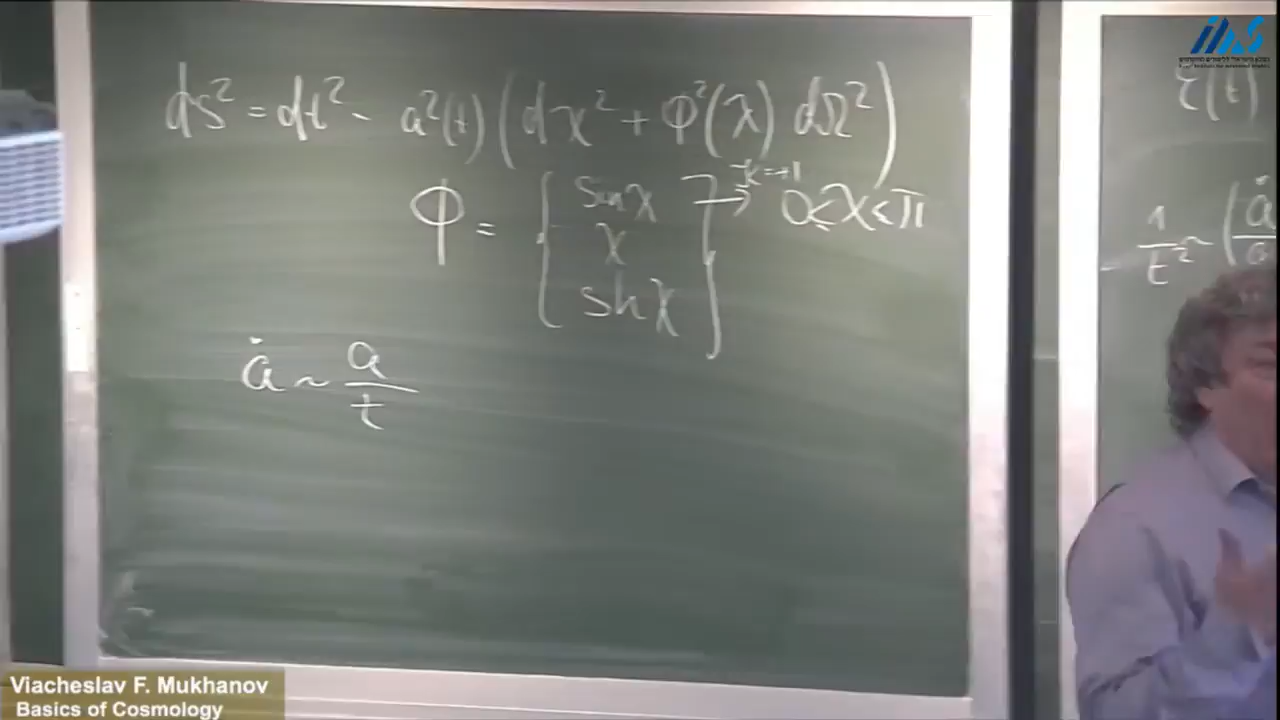 ds² = dt² - a²(t) (dχ² + Φ²(χ) dΩ²)
Φ = { sin χ → k=+1 0≤χ≤π
χ
sh χ }
ȧ ~ a/t
ε(t)
1/t² ~ (ȧ/a
Viacheslav F. Mukhanov
Basics of Cosmology